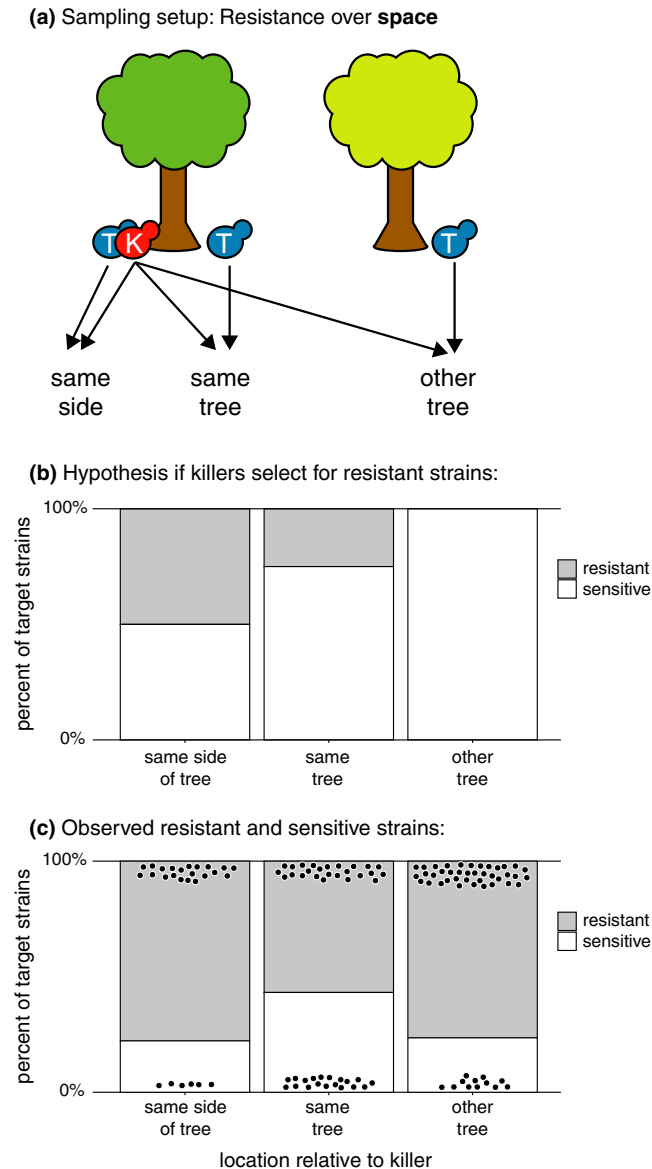 (a) Sampling setup: Resistance over space
T
K
T
T
same
side
same
tree
other
tree
(b) Hypothesis if killers select for resistant strains:
percent of target strains
100%
0%
resistant
sensitive
same side
of tree
same
tree
other
tree
(c) Observed resistant and sensitive strains:
percent of target strains
100%
0%
resistant
sensitive
same side
of tree
same
tree
other
tree
location relative to killer